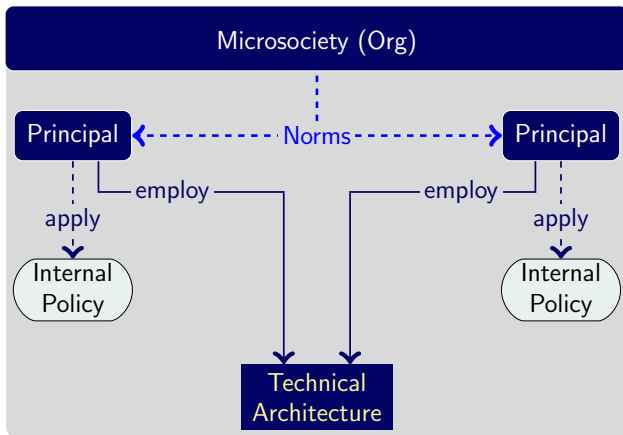 Microsociety (Org)
Principal
Norms
Principal
employ
employ
apply
apply
Internal
Policy
Internal
Policy
Technical
Architecture